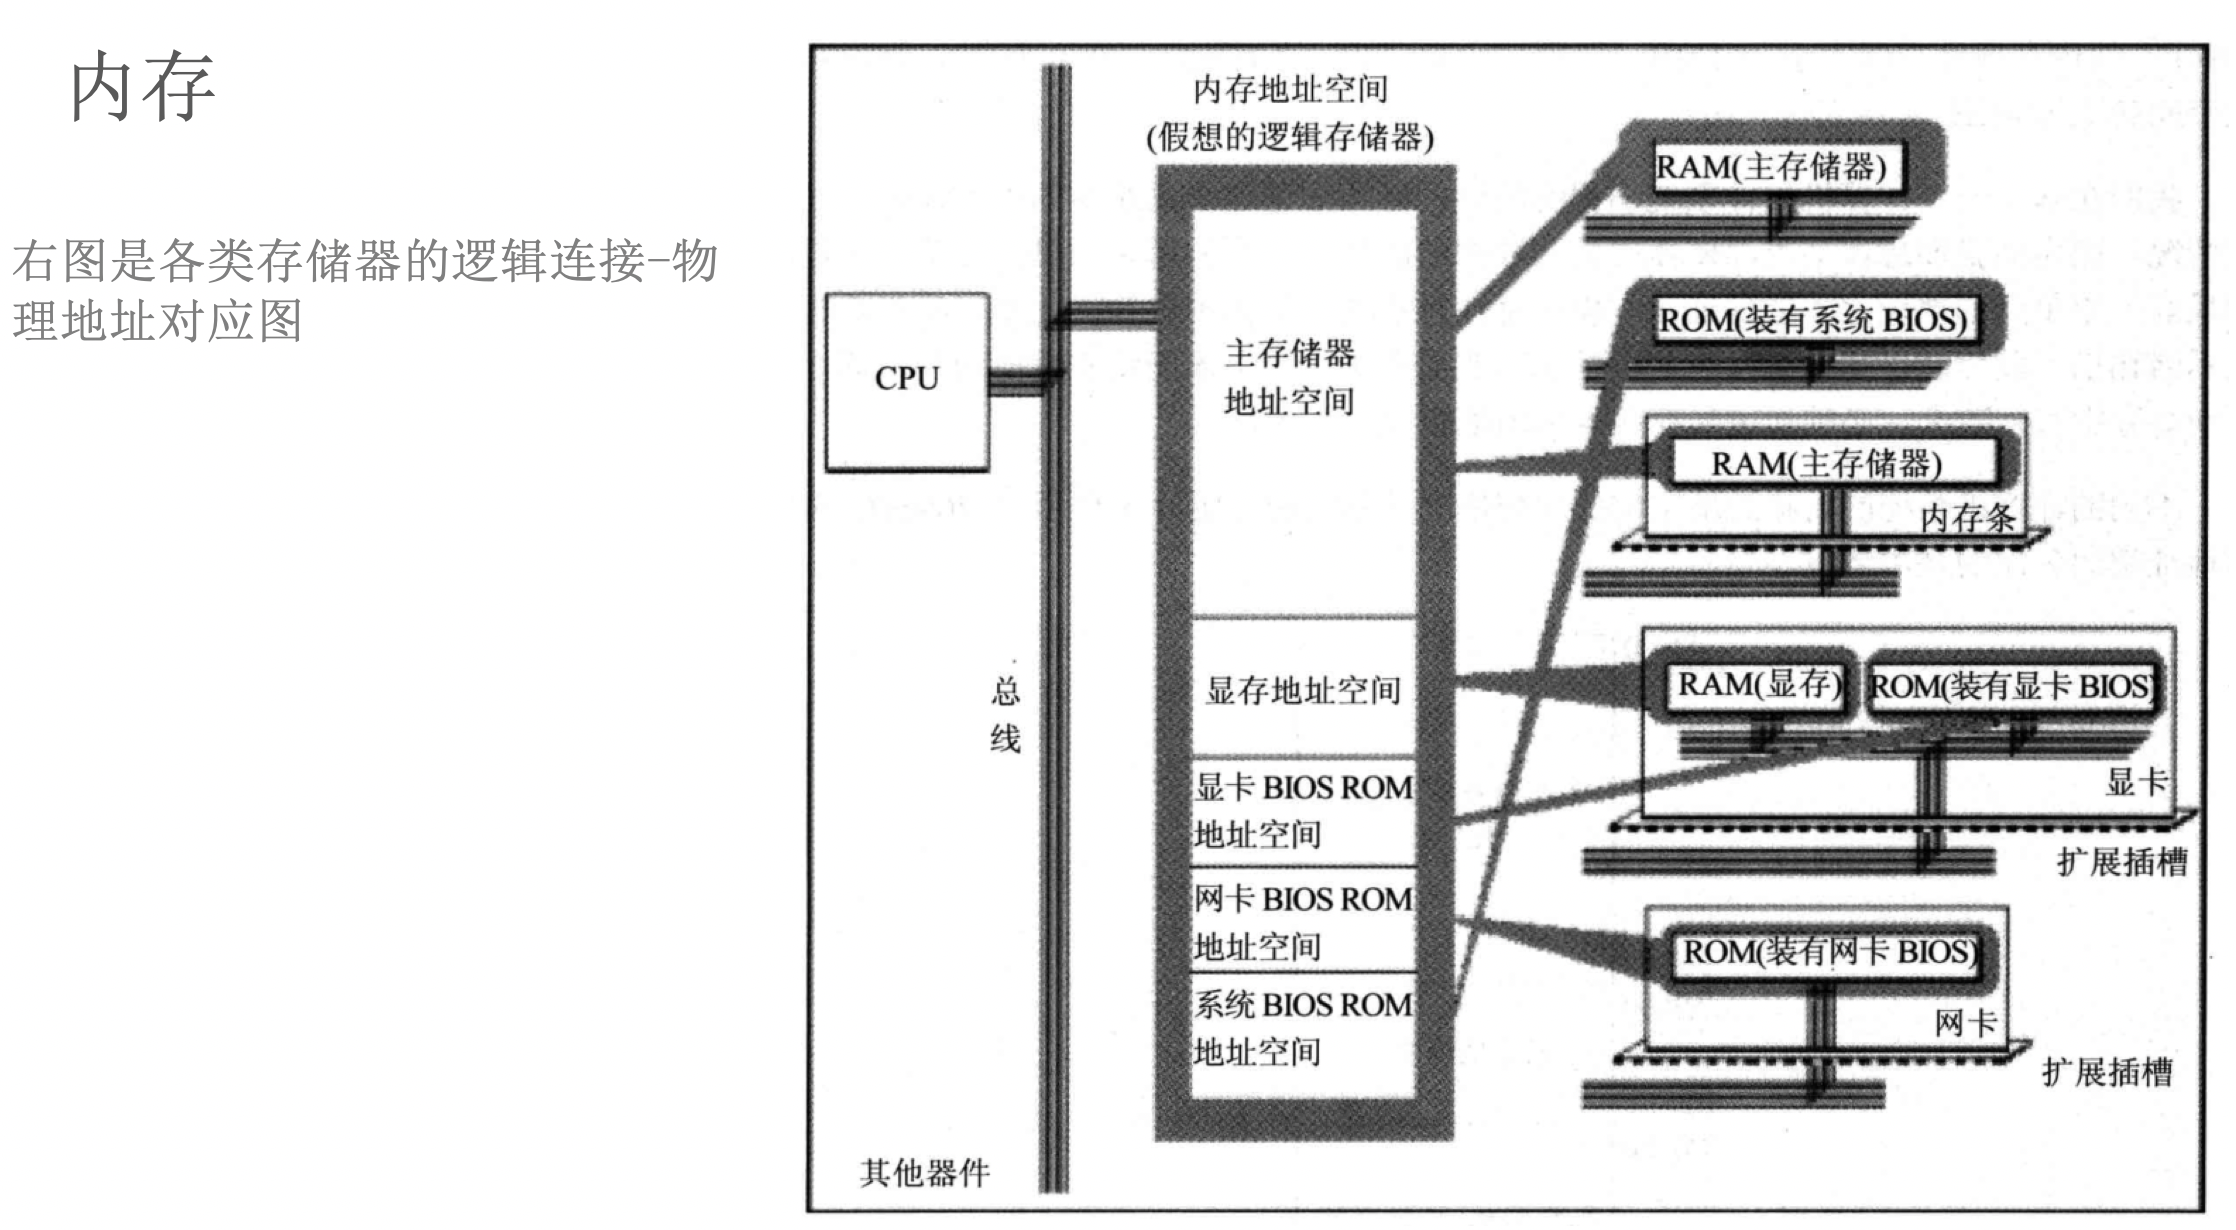 内存
右图是各类存储器的逻辑连接-物
理地址对应图
内存地址空间
(假想的逻辑存储器)
CPU
总
线
其他器件
主存储器
地址空间
显存地址空间
显卡 BIOS ROM
地址空间
网卡 BIOS ROM
地址空间
系统 BIOS ROM
地址空间
RAM(主存储器)
ROM(装有系统 BIOS)
RAM(主存储器)
内存条
RAM(显存)
ROM(装有显卡 BIOS)
显卡
扩展插槽
ROM(装有网卡 BIOS)
网卡
扩展插槽